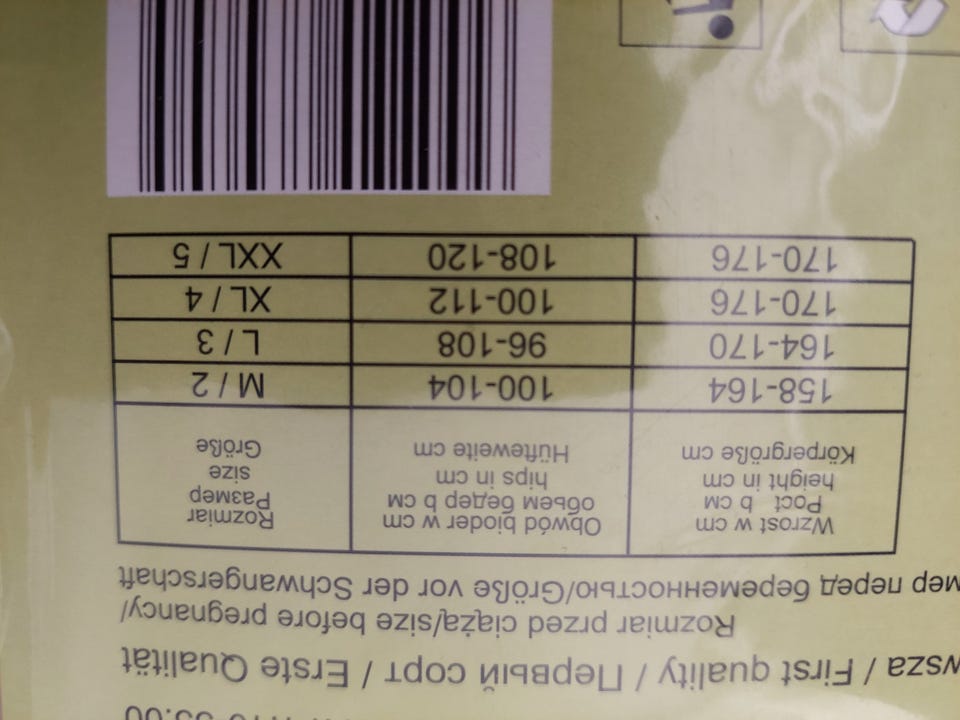 wsza / First quality / Первый сорт / Erste Qualität
Rozmiar przed ciążą/size before pregnancy/
мер перед беременностью/Größe vor der Schwangerschaft
Wzrost w cm
Рост b см
height in cm
Körpergröße cm
Obwód bioder w cm
объем бедер b см
hips in cm
Hüfteweite cm
Rozmiar
Размер
size
Größe
158-164 100-104 M / 2
164-170 96-108 L / 3
170-176 100-112 XL / 4
170-176 108-120 XXL / 5